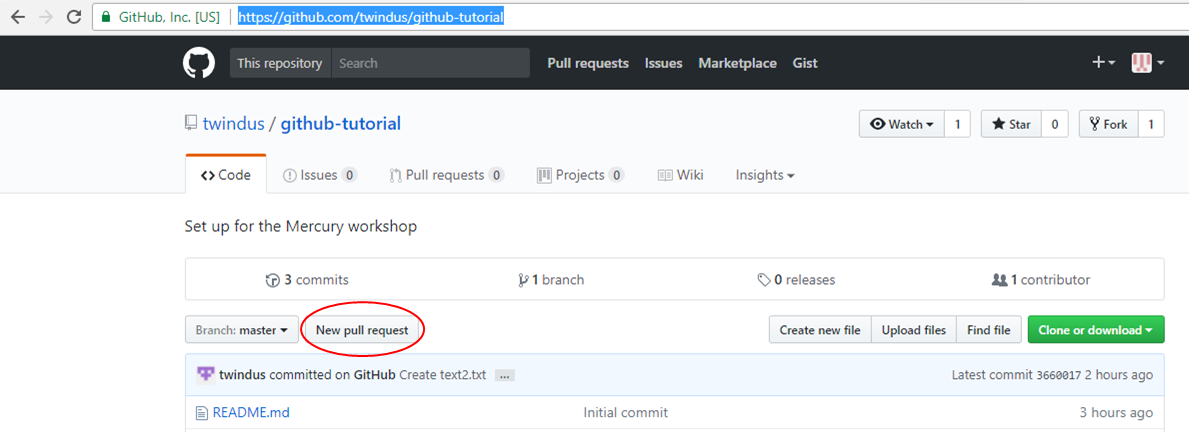 GitHub, Inc. [US] https://github.com/twindus/github-tutorial
This repository Search Pull requests Issues Marketplace Gist
twindus / github-tutorial Watch 1 Star 0 Fork 1
Code Issues 0 Pull requests 0 Projects 0 Wiki Insights
Set up for the Mercury workshop
3 commits 1 branch 0 releases 1 contributor
Branch: master New pull request Create new file Upload files Find file Clone or download
twindus committed on GitHub Create text2.txt ... Latest commit 3660017 2 hours ago
README.md Initial commit 3 hours ago